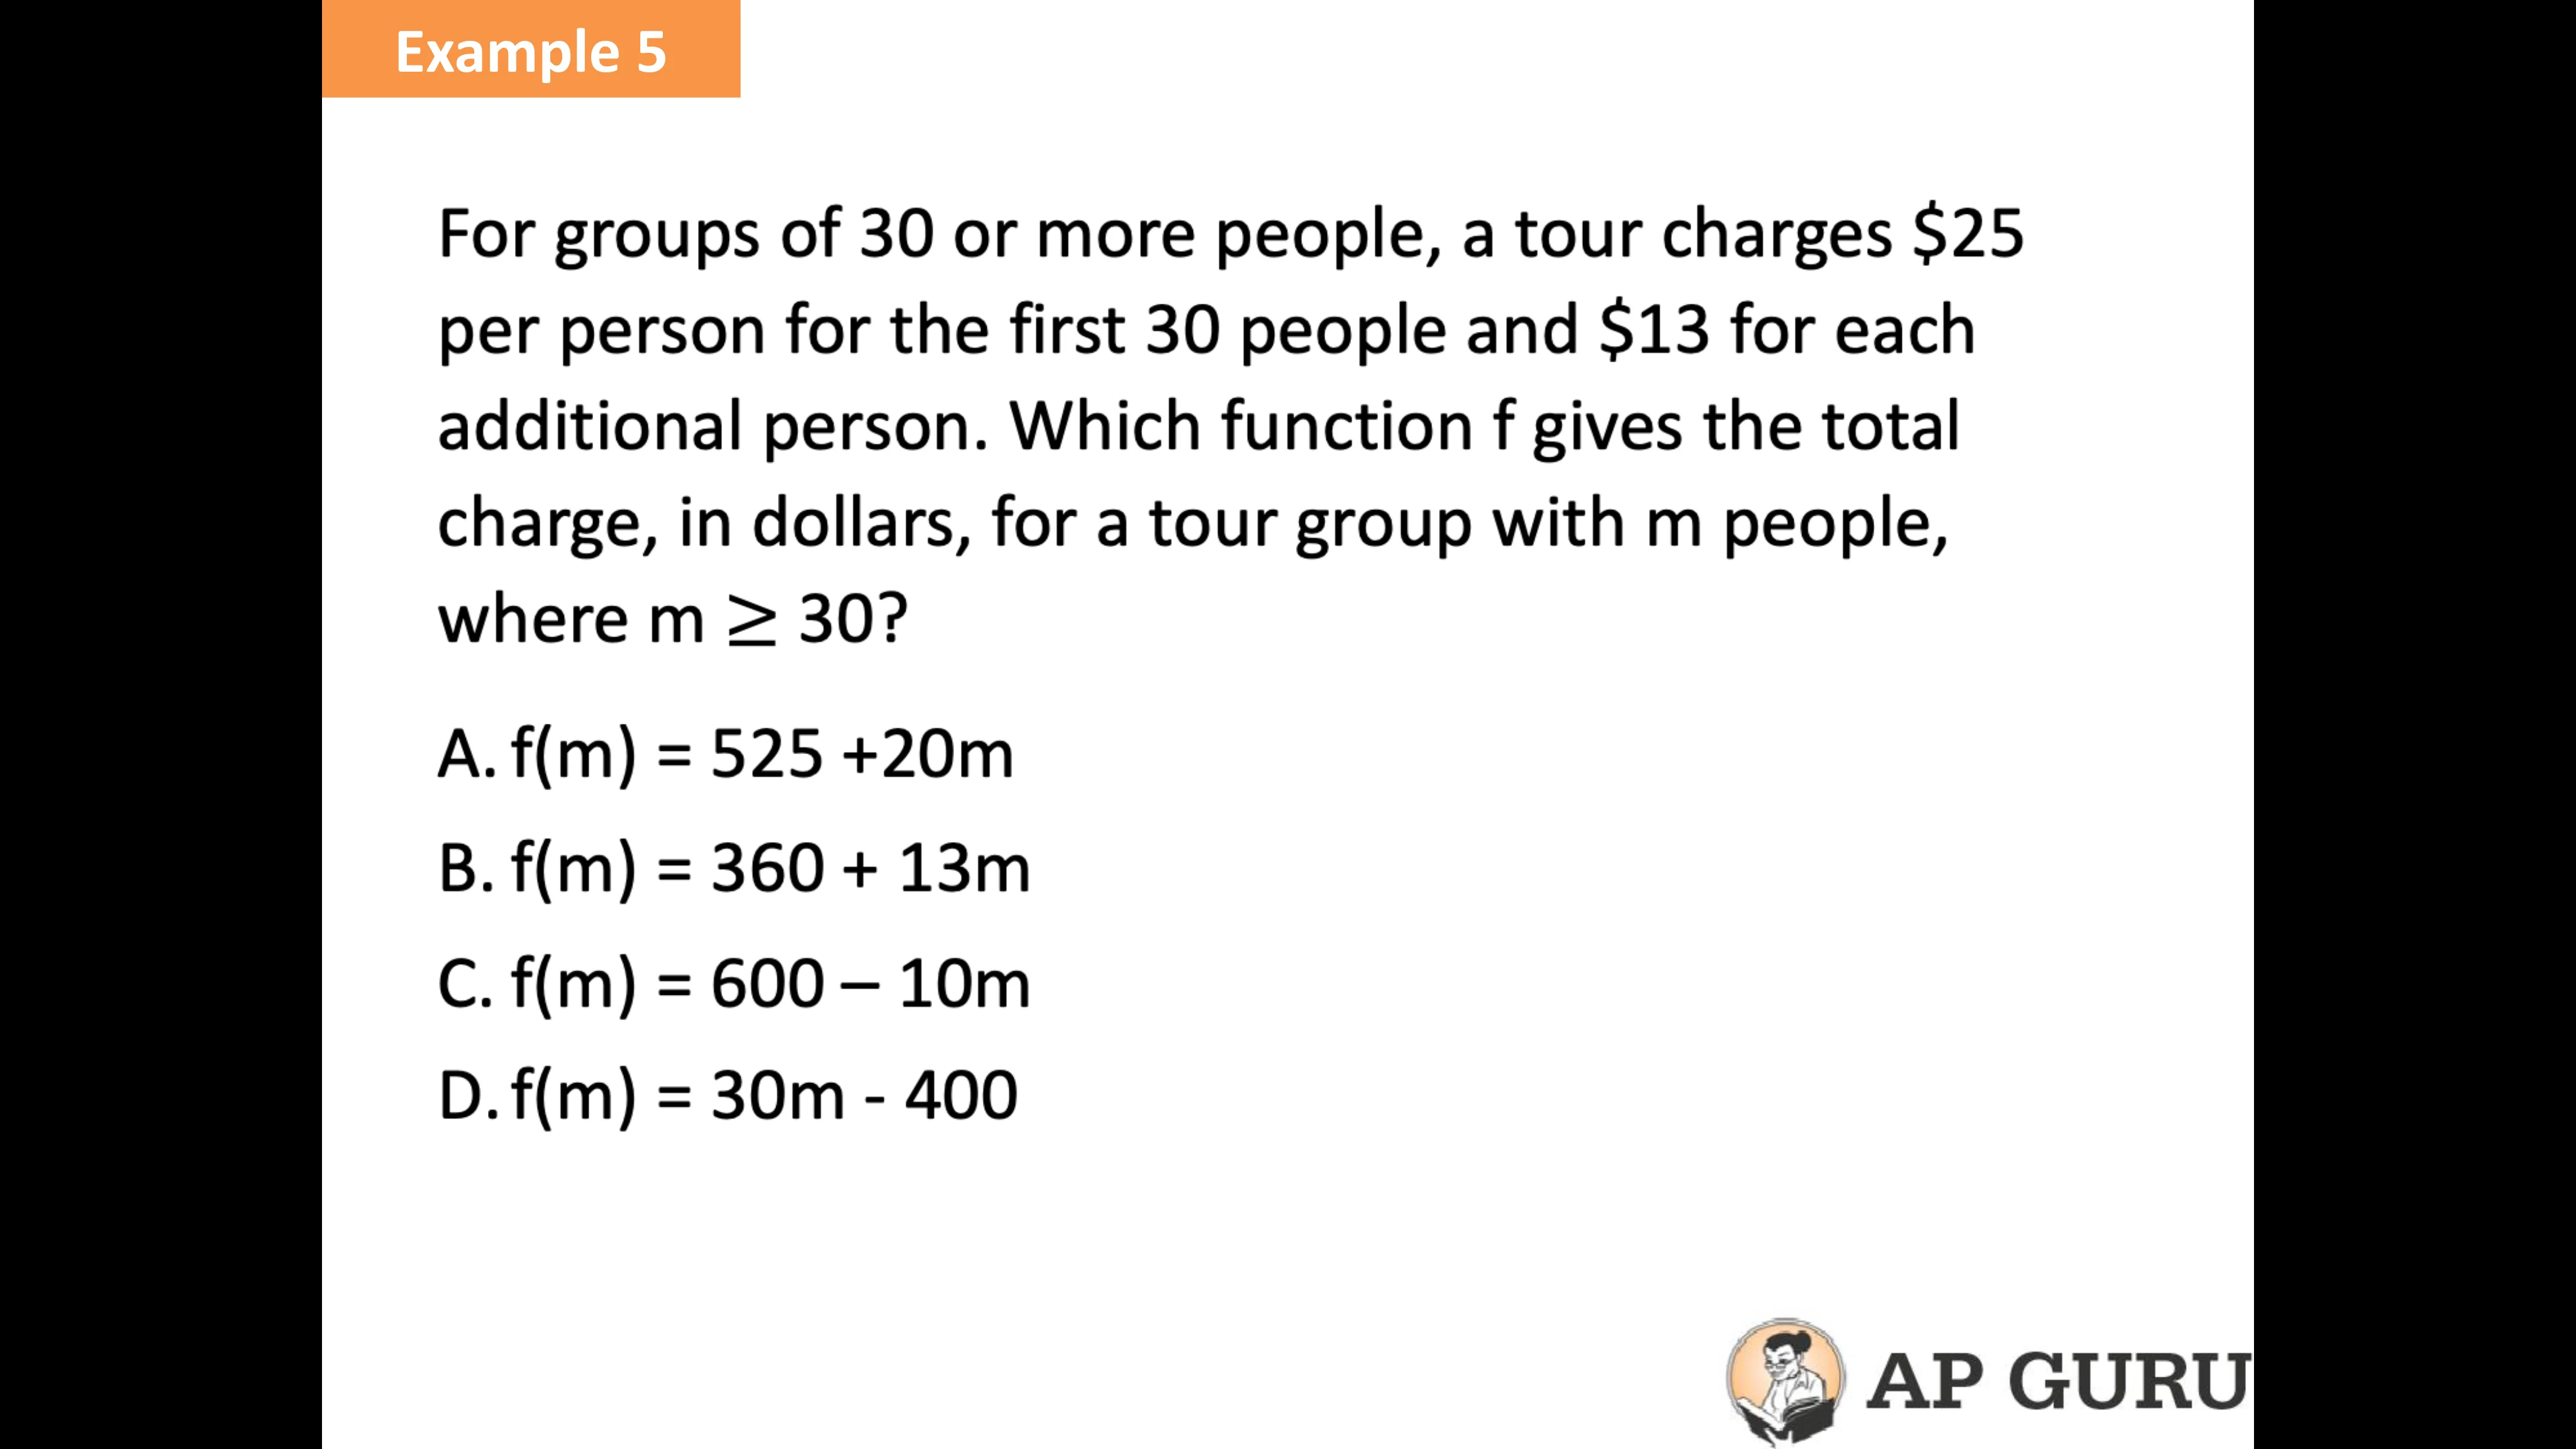 Example 5
For groups of 30 or more people, a tour charges $25
per person for the first 30 people and $13 for each
additional person. Which function f gives the total
charge, in dollars, for a tour group with m people,
where m ≥ 30?
A. f(m) = 525 +20m
B. f(m) = 360 + 13m
C. f(m) = 600 – 10m
D. f(m) = 30m - 400
AP GURU